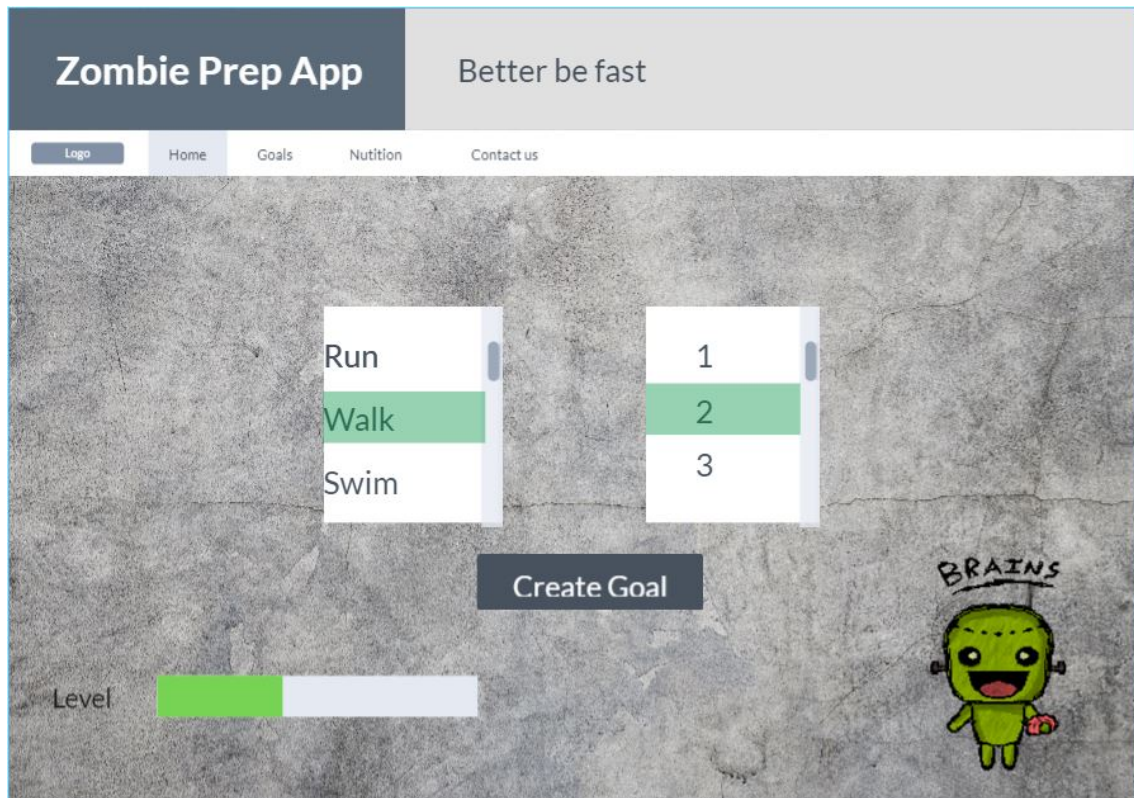 Zombie Prep App
Better be fast
Logo
Home
Goals
Nutition
Contact us
Run
Walk
Swim
1
2
3
Create Goal
BRAINS
Level